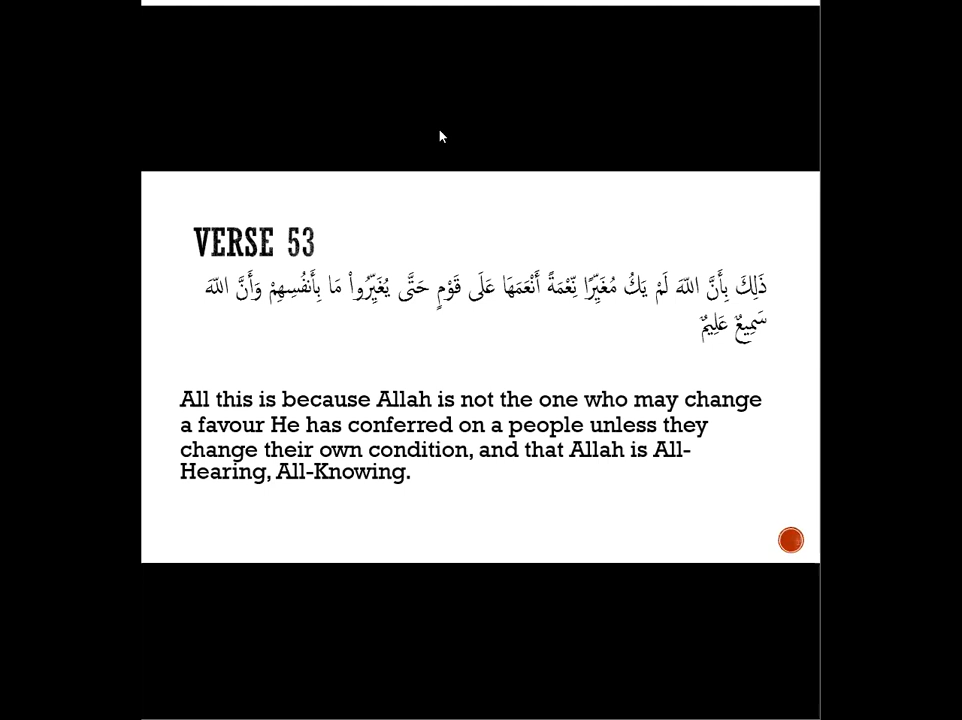 VERSE 53
ذَلِكَ بِأَنَّ اللّهَ لَمْ يَكُ مُغَيِّرًا نِّعْمَةً أَنْعَمَهَا عَلَى قَوْمٍ حَتَّى يُغَيِّرُواْ مَا بِأَنفُسِهِمْ وَأَنَّ اللّهَ
سَمِيعٌ عَلِيمٌ
All this is because Allah is not the one who may change
a favour He has conferred on a people unless they
change their own condition, and that Allah is All-
Hearing, All-Knowing.